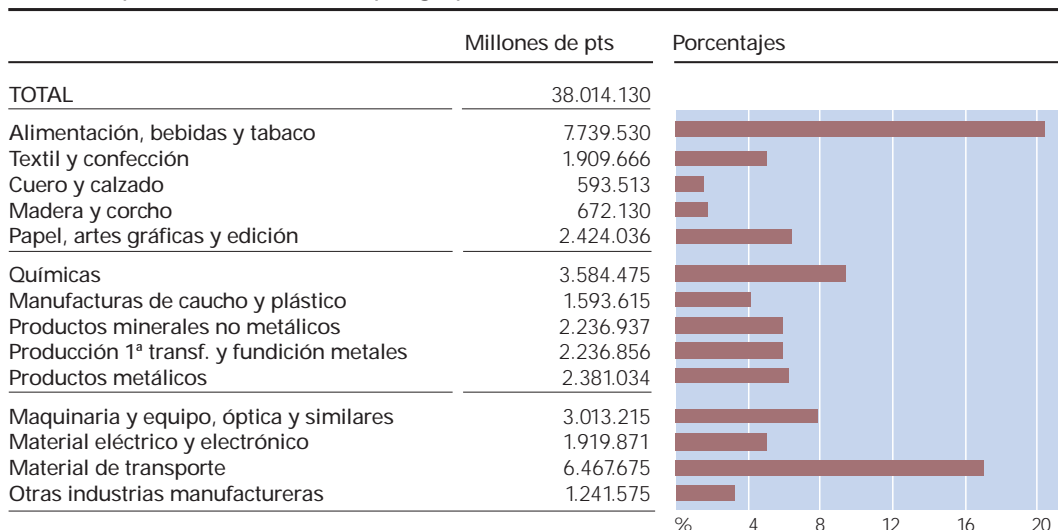 Millones de pts Porcentajes
TOTAL 38.014.130
Alimentación, bebidas y tabaco 7.739.530
Textil y confección 1.909.666
Cuero y calzado 593.513
Madera y corcho 672.130
Papel, artes gráficas y edición 2.424.036
Químicas 3.584.475
Manufacturas de caucho y plástico 1.593.615
Productos minerales no metálicos 2.236.937
Producción 1ª transf. y fundición metales 2.236.856
Productos metálicos 2.381.034
Maquinaria y equipo, óptica y similares 3.013.215
Material eléctrico y electrónico 1.919.871
Material de transporte 6.467.675
Otras industrias manufactureras 1.241.575
% 4 8 12 16 20